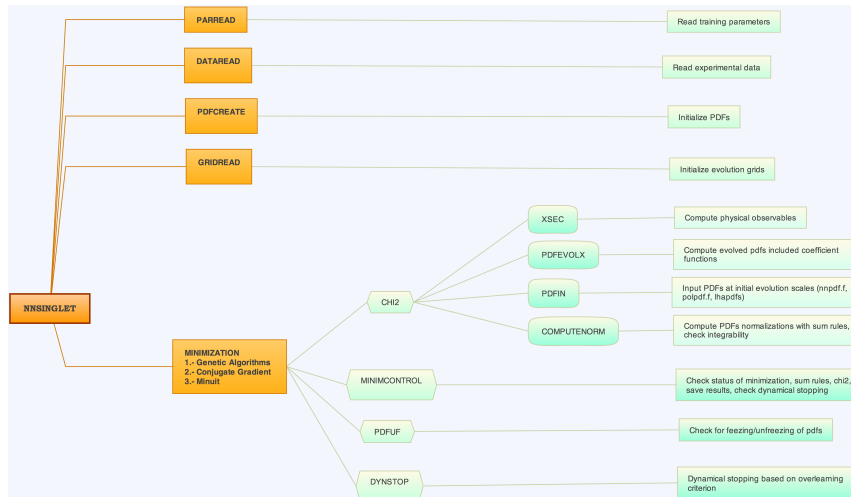 PARREAD
Read training parameters
DATAREAD
Read experimental data
PDFCREATE
Initialize PDFs
GRIDREAD
Initialize evolution grids
XSEC
Compute physical observables
PDFEVOLX
Compute evolved pdfs included coefficient
functions
CHI2
PDFIN
Input PDFs at initial evolution scales (nnpdf.f,
polpdf.f, lhapdfs)
NNSINGLET
COMPUTENORM
Compute PDFs normalizations with sum rules,
check integrability
MINIMIZATION
1.- Genetic Algorithms
2.- Conjugate Gradient
3.- Minuit
MINIMCONTROL
Check status of minimization, sum rules, chi2,
save results, check dynamical stopping
PDFUF
Check for freezing/unfreezing of pdfs
DYNSTOP
Dynamical stopping based on overlearning
criterion